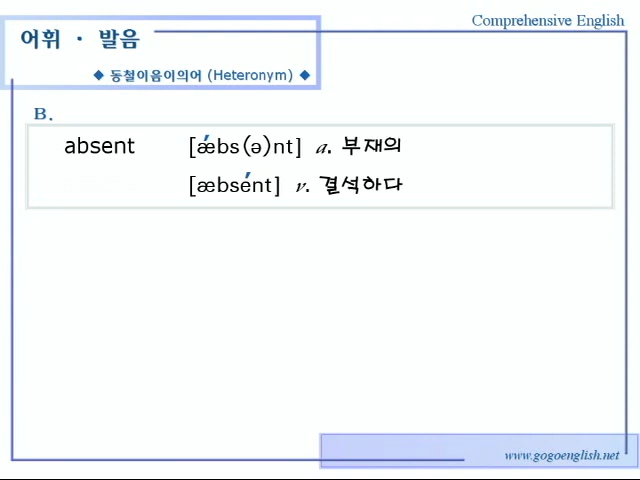 Comprehensive English
어휘 · 발음
◆ 동철이음이의어 (Heteronym) ◆
B.
absent [ǽbs(ə)nt] a. 부재의
[æbsént] v. 결석하다
www.gogoenglish.net